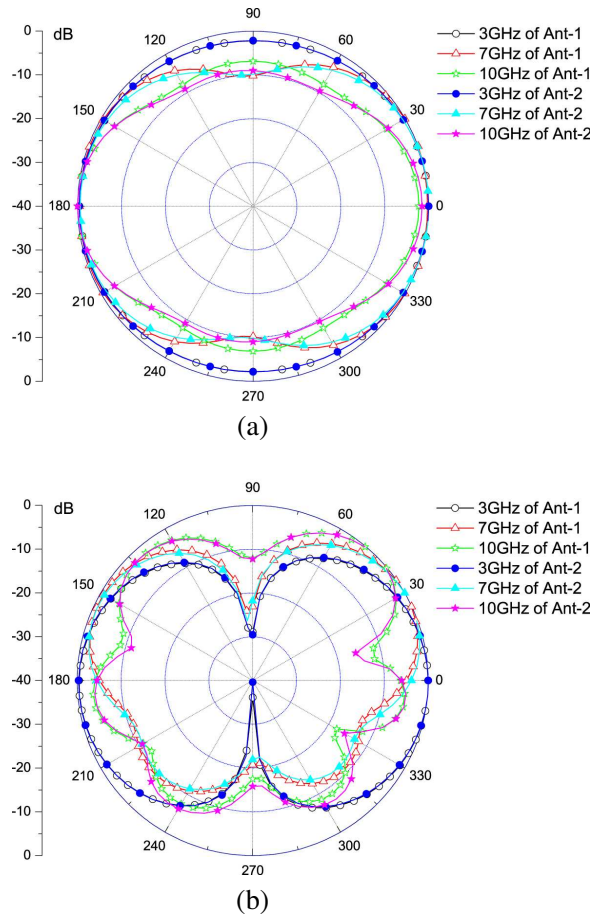 dB
0
-10
-20
-30
-40
-30
-20
-10
0
90
120
60
150
30
180
0
210
330
240
300
270
3GHz of Ant-1
7GHz of Ant-1
10GHz of Ant-1
3GHz of Ant-2
7GHz of Ant-2
10GHz of Ant-2
(a)
dB
0
-10
-20
-30
-40
-30
-20
-10
0
90
120
60
150
30
180
0
210
330
240
300
270
3GHz of Ant-1
7GHz of Ant-1
10GHz of Ant-1
3GHz of Ant-2
7GHz of Ant-2
10GHz of Ant-2
(b)